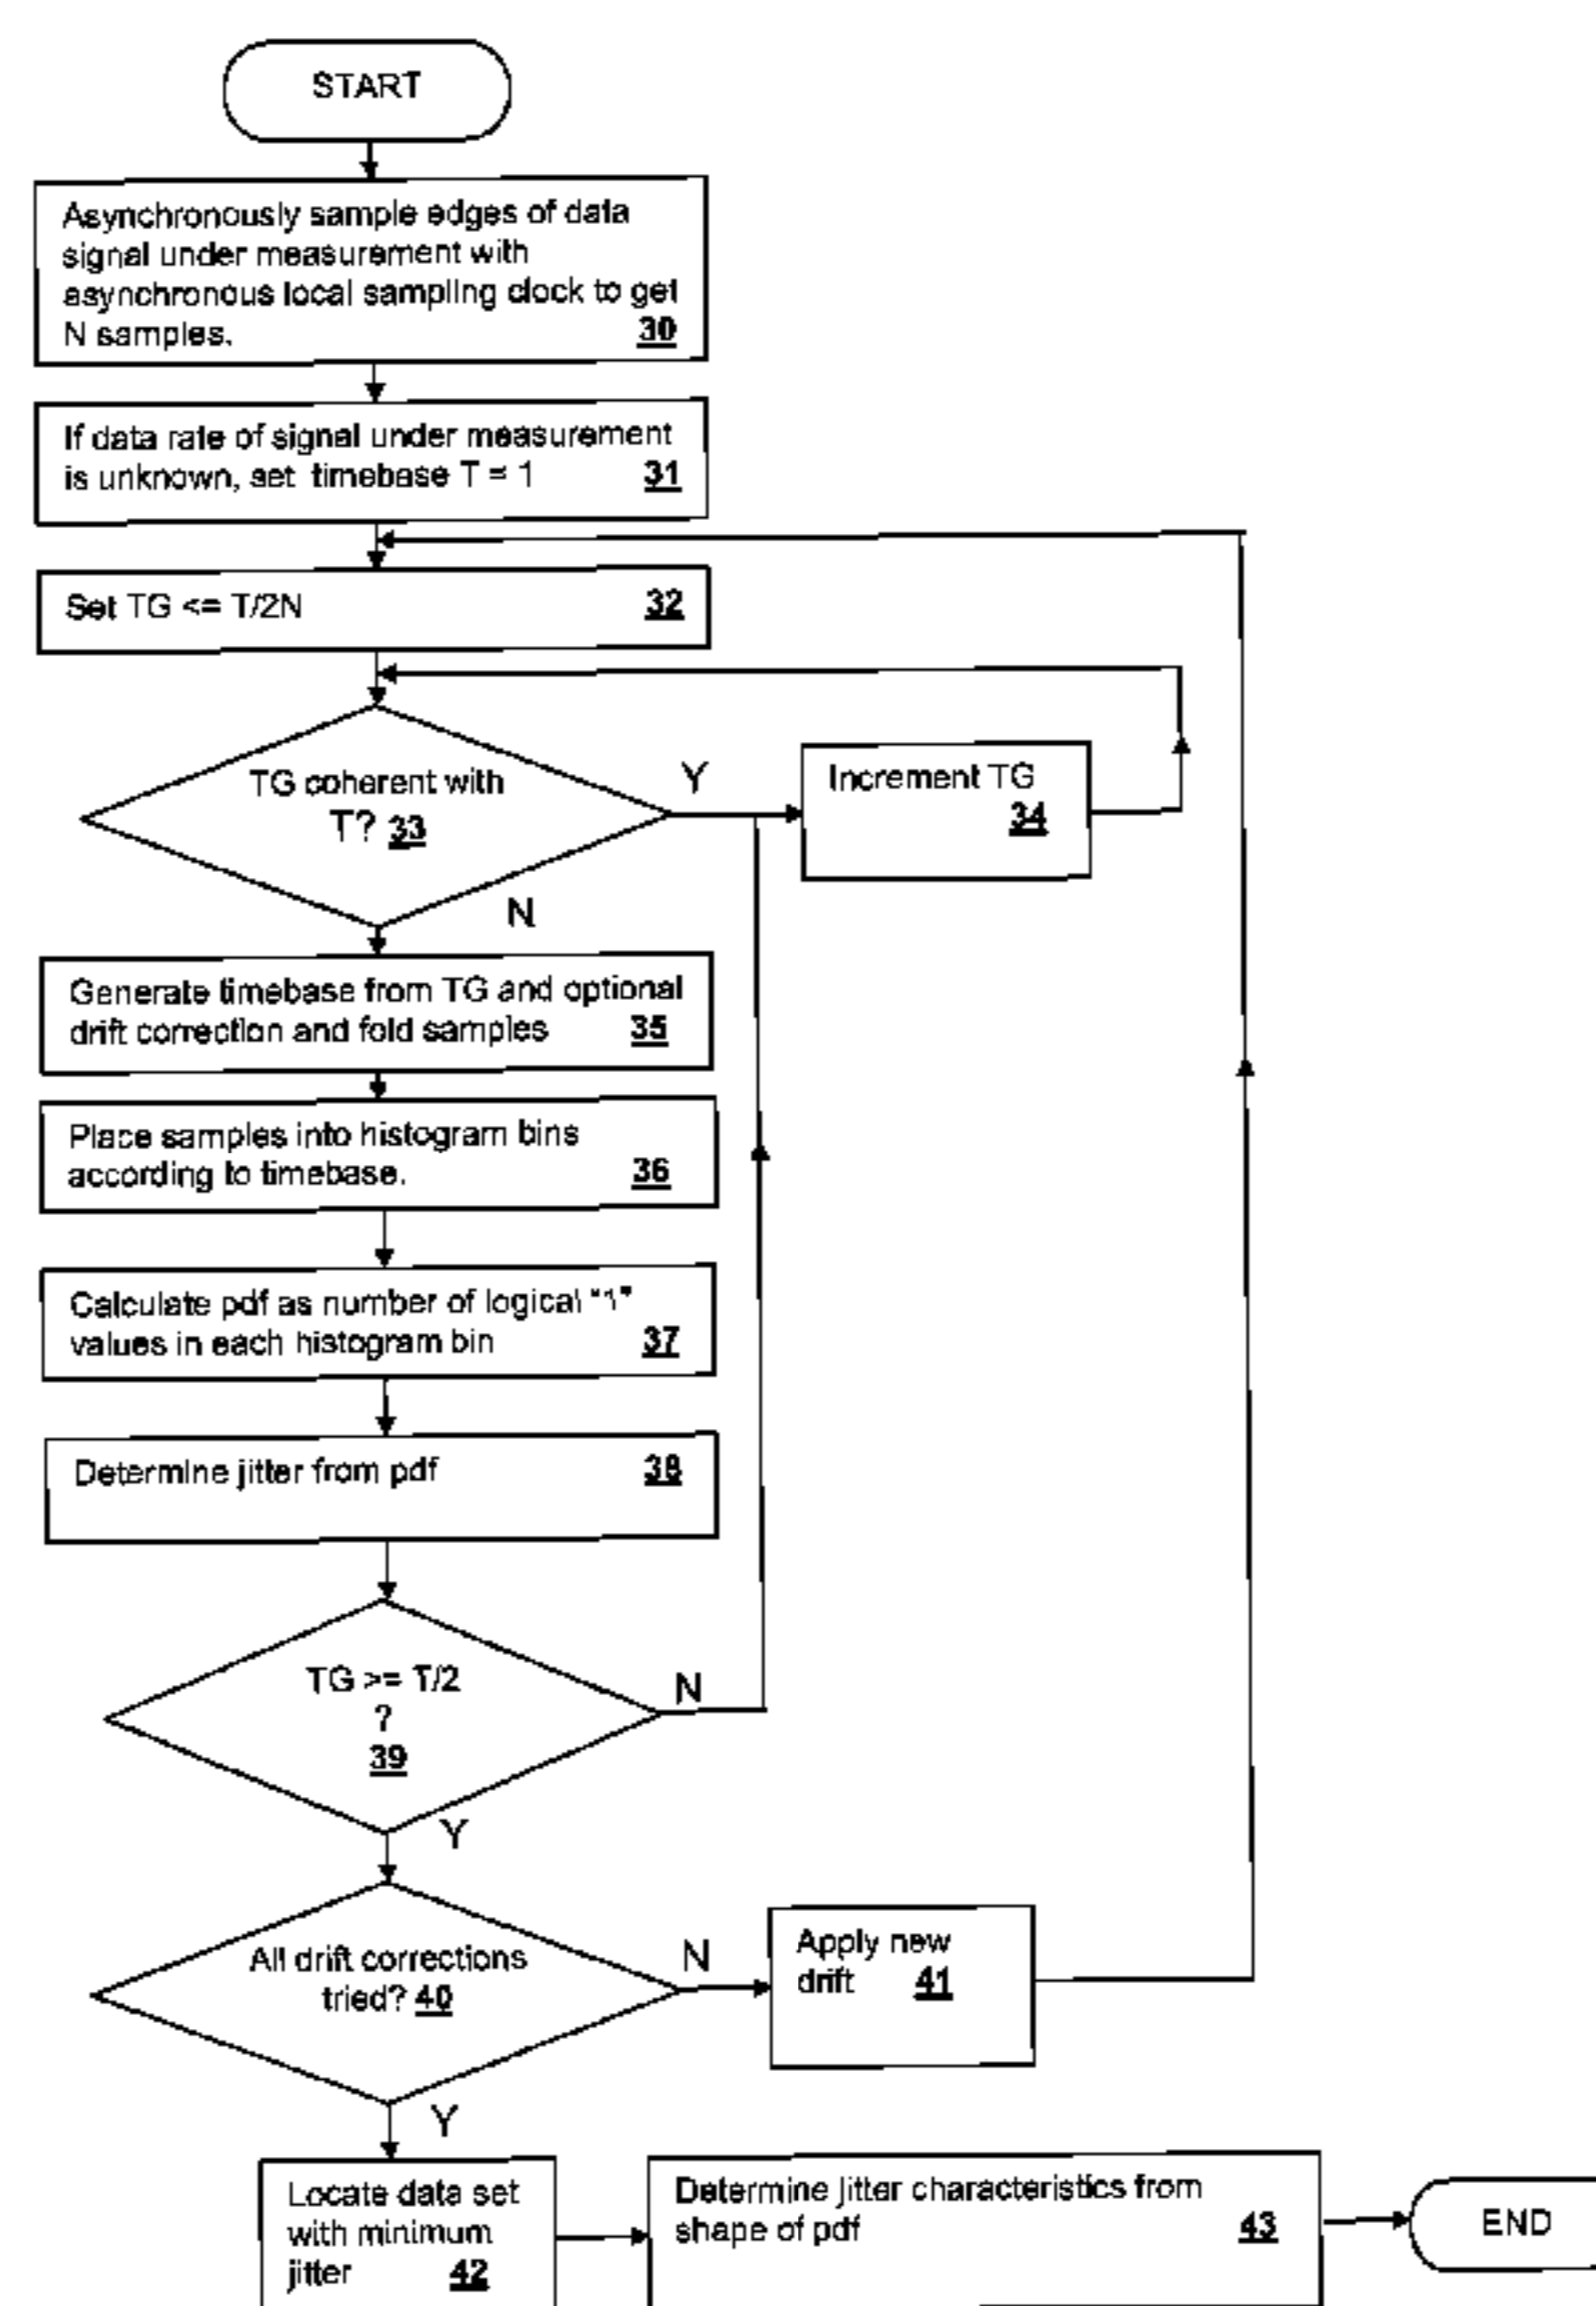 START
Asynchronously sample edges of data
signal under measurement with
asynchronous local sampling clock to get
N samples. 30
If data rate of signal under measurement
is unknown, set timebase T = 1 31
Set TG <= T/2N 32
TG coherent with
T? 33
Y
Increment TG
34
N
Generate timebase from TG and optional
drift correction and fold samples 35
Place samples into histogram bins
according to timebase. 36
Calculate pdf as number of logical "1"
values in each histogram bin 37
Determine jitter from pdf 38
TG >= T/2
?
39
N
Y
All drift corrections
tried? 40
N
Apply new
drift 41
Y
Locate data set
with minimum
jitter 42
Determine jitter characteristics from
shape of pdf 43
END